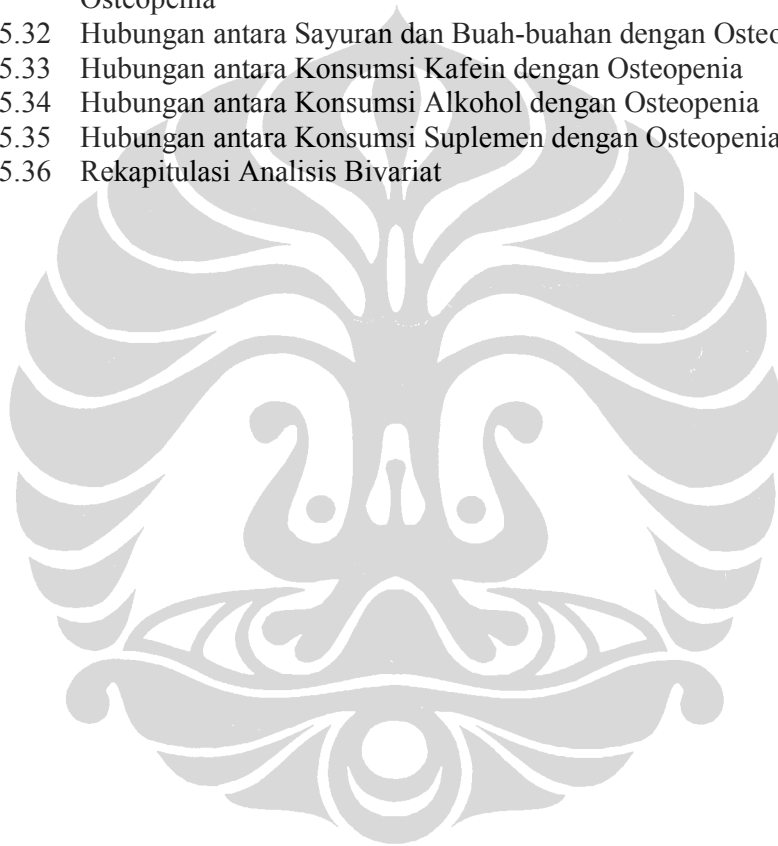 Osteopenia
5.32 Hubungan antara Sayuran dan Buah-buahan dengan
5.33 Hubungan antara Konsumsi Kafein dengan Osteopenia
5.34 Hubungan antara Konsumsi Alkohol dengan Osteopenia
5.35 Hubungan antara Konsumsi Suplemen dengan Osteopenia
5.36 Rekapitulasi Analisis Bivariat